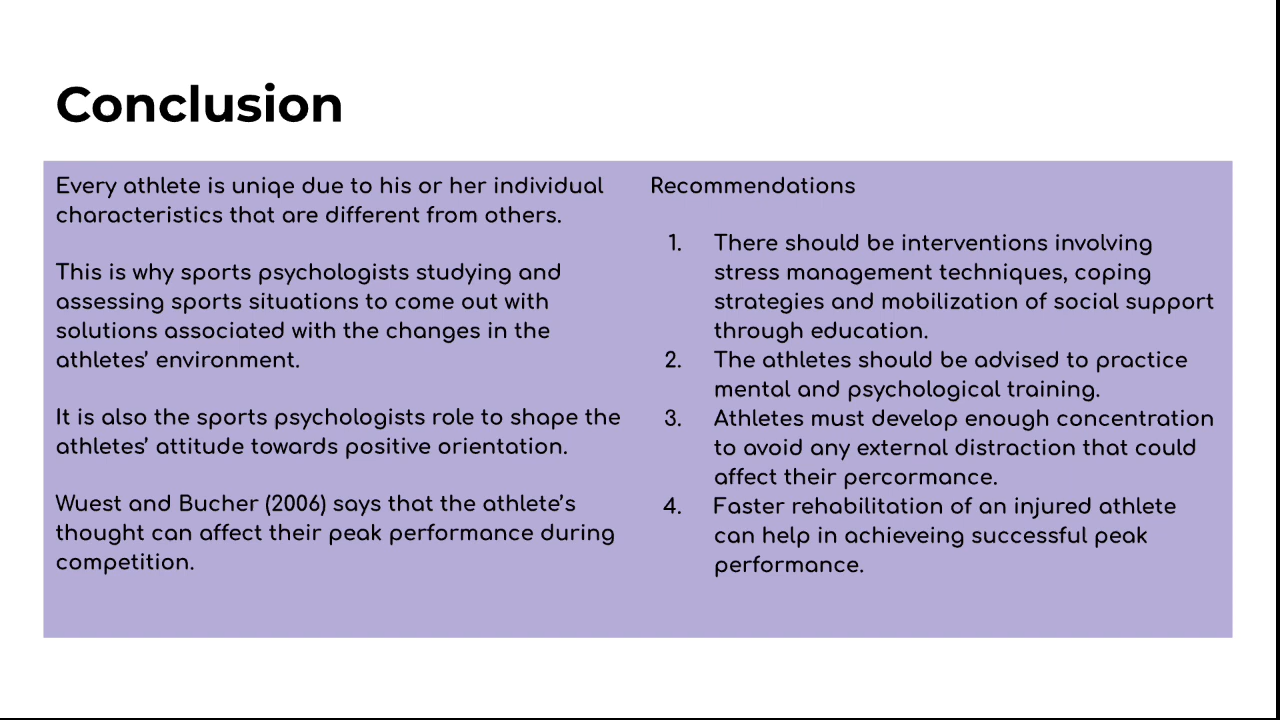 Conclusion
Every athlete is uniqe due to his or her individual
characteristics that are different from others.
This is why sports psychologists studying and
assessing sports situations to come out with
solutions associated with the changes in the
athletes’ environment.
It is also the sports psychologists role to shape the
athletes’ attitude towards positive orientation.
Wuest and Bucher (2006) says that the athlete’s
thought can affect their peak performance during
competition.
Recommendations
1. There should be interventions involving
stress management techniques, coping
strategies and mobilization of social support
through education.
2. The athletes should be advised to practice
mental and psychological training.
3. Athletes must develop enough concentration
to avoid any external distraction that could
affect their percormance.
4. Faster rehabilitation of an injured athlete
can help in achieveing successful peak
performance.